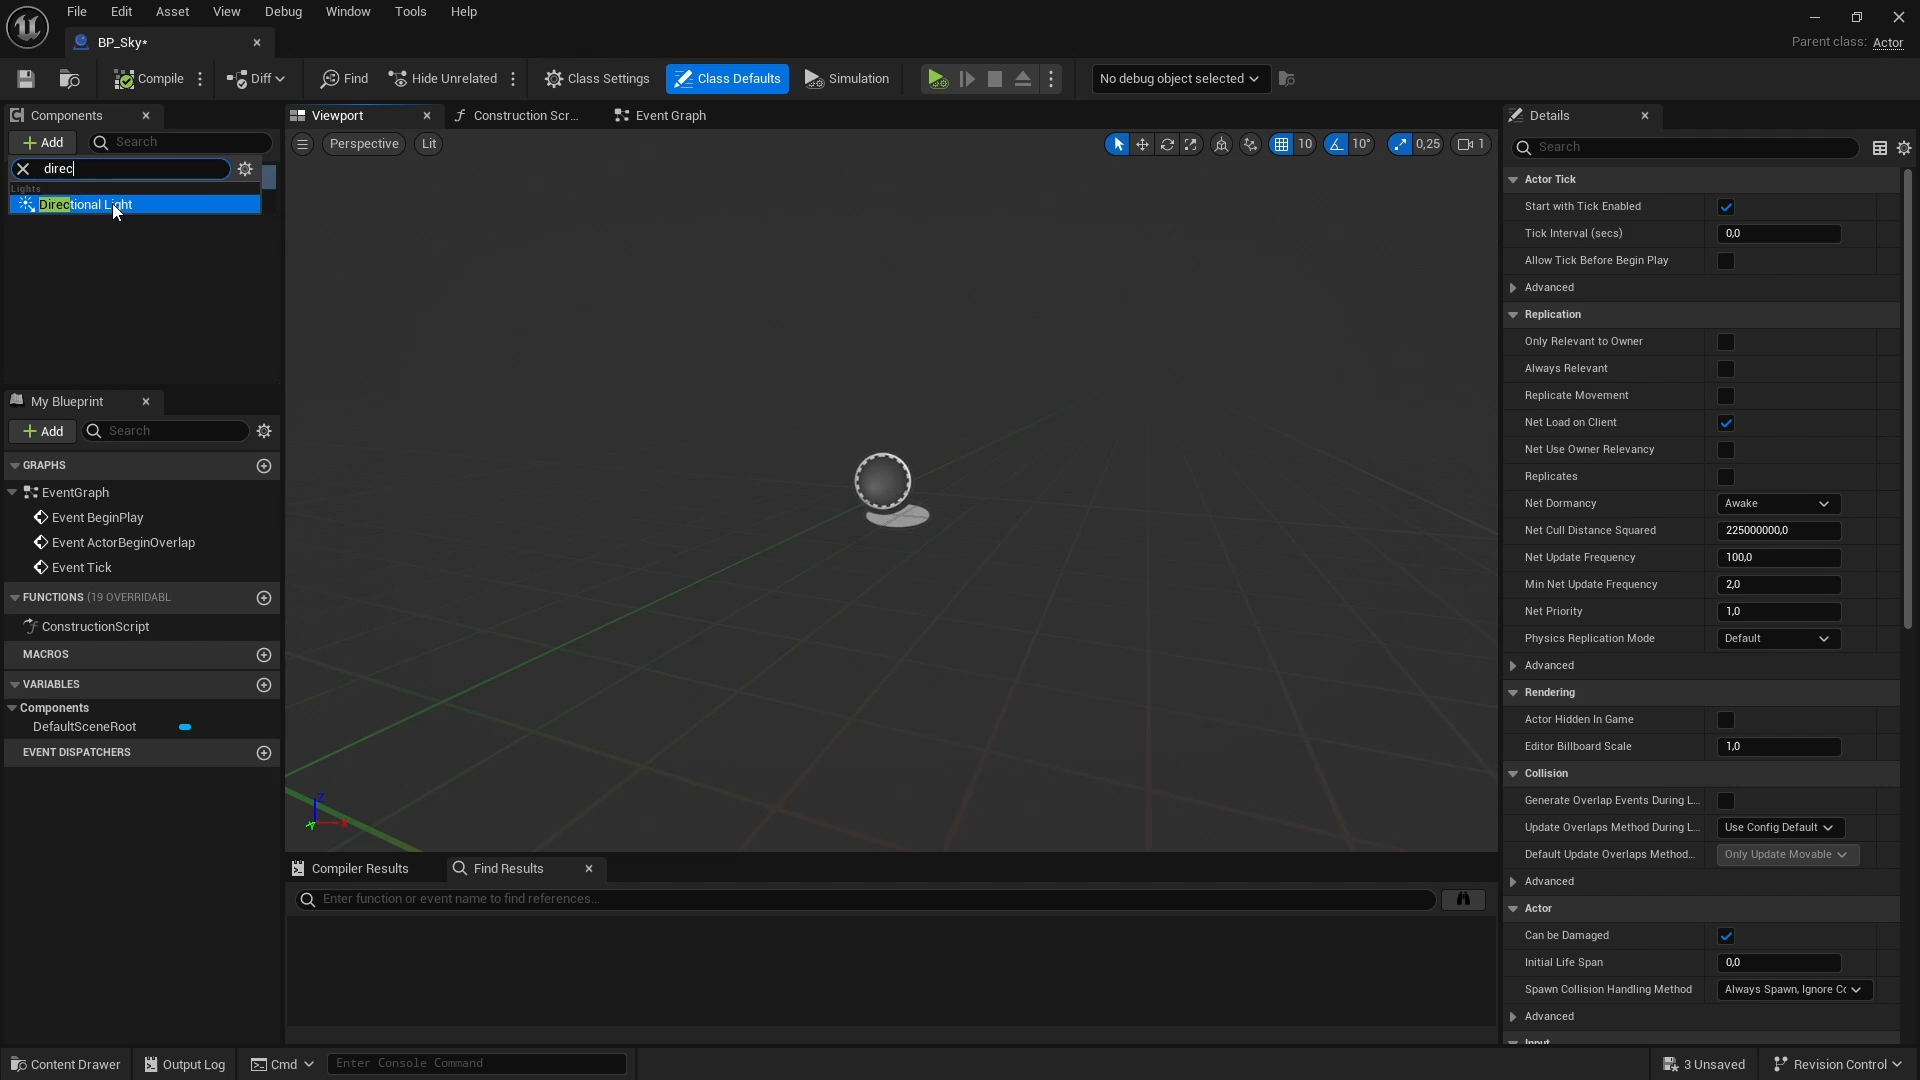 File Edit Asset View Debug Window Tools Help
BP_Sky*
Parent class: Actor
Compile Diff Find Hide Unrelated Class Settings Class Defaults Simulation No debug object selected
Components
Add Search
direc
Lights
Directional Light
My Blueprint
Add Search
GRAPHS
EventGraph
Event BeginPlay
Event ActorBeginOverlap
Event Tick
FUNCTIONS (19 OVERRIDABL
ConstructionScript
MACROS
VARIABLES
Components
DefaultSceneRoot
EVENT DISPATCHERS
Viewport Construction Scr... Event Graph
Perspective Lit 10 10° 0,25 1
Z
X
Y
Compiler Results Find Results
Enter function or event name to find references...
Details
Search
Actor Tick
Start with Tick Enabled
Tick Interval (secs) 0,0
Allow Tick Before Begin Play
Advanced
Replication
Only Relevant to Owner
Always Relevant
Replicate Movement
Net Load on Client
Net Use Owner Relevancy
Replicates
Net Dormancy Awake
Net Cull Distance Squared 225000000,0
Net Update Frequency 100,0
Min Net Update Frequency 2,0
Net Priority 1,0
Physics Replication Mode Default
Advanced
Rendering
Actor Hidden In Game
Editor Billboard Scale 1,0
Collision
Generate Overlap Events During L...
Update Overlaps Method During L... Use Config Default
Default Update Overlaps Method... Only Update Movable
Advanced
Actor
Can be Damaged
Initial Life Span 0,0
Spawn Collision Handling Method Always Spawn, Ignore Cc
Advanced
Input
Content Drawer Output Log Cmd Enter Console Command 3 Unsaved Revision Control